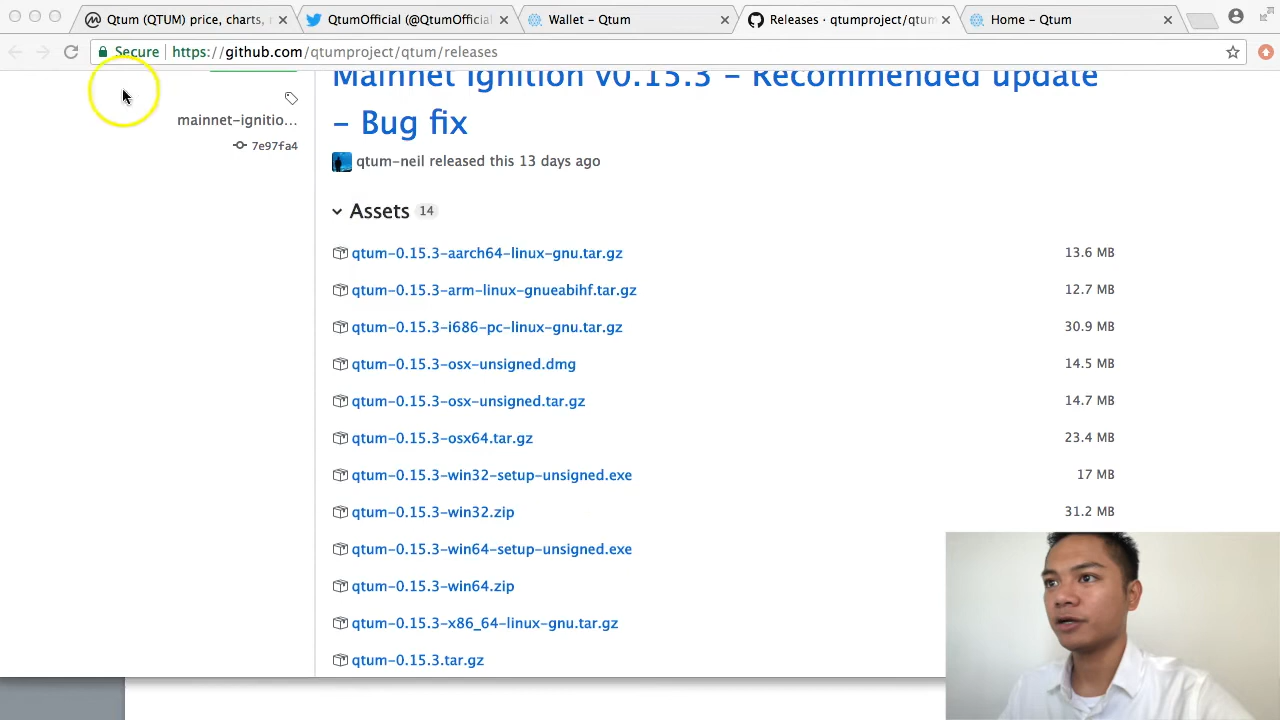 Qtum (QTUM) price, charts,
QtumOfficial (@QtumOfficial
Wallet – Qtum
Releases · qtumproject/qtum
Home – Qtum
Secure https://github.com/qtumproject/qtum/releases
Mainnet Ignition v0.15.3 – Recommended update
– Bug fix
mainnet-ignitio...
7e97fa4
qtum-neil released this 13 days ago
Assets 14
qtum-0.15.3-aarch64-linux-gnu.tar.gz 13.6 MB
qtum-0.15.3-arm-linux-gnueabihf.tar.gz 12.7 MB
qtum-0.15.3-i686-pc-linux-gnu.tar.gz 30.9 MB
qtum-0.15.3-osx-unsigned.dmg 14.5 MB
qtum-0.15.3-osx-unsigned.tar.gz 14.7 MB
qtum-0.15.3-osx64.tar.gz 23.4 MB
qtum-0.15.3-win32-setup-unsigned.exe 17 MB
qtum-0.15.3-win32.zip 31.2 MB
qtum-0.15.3-win64-setup-unsigned.exe
qtum-0.15.3-win64.zip
qtum-0.15.3-x86_64-linux-gnu.tar.gz
qtum-0.15.3.tar.gz